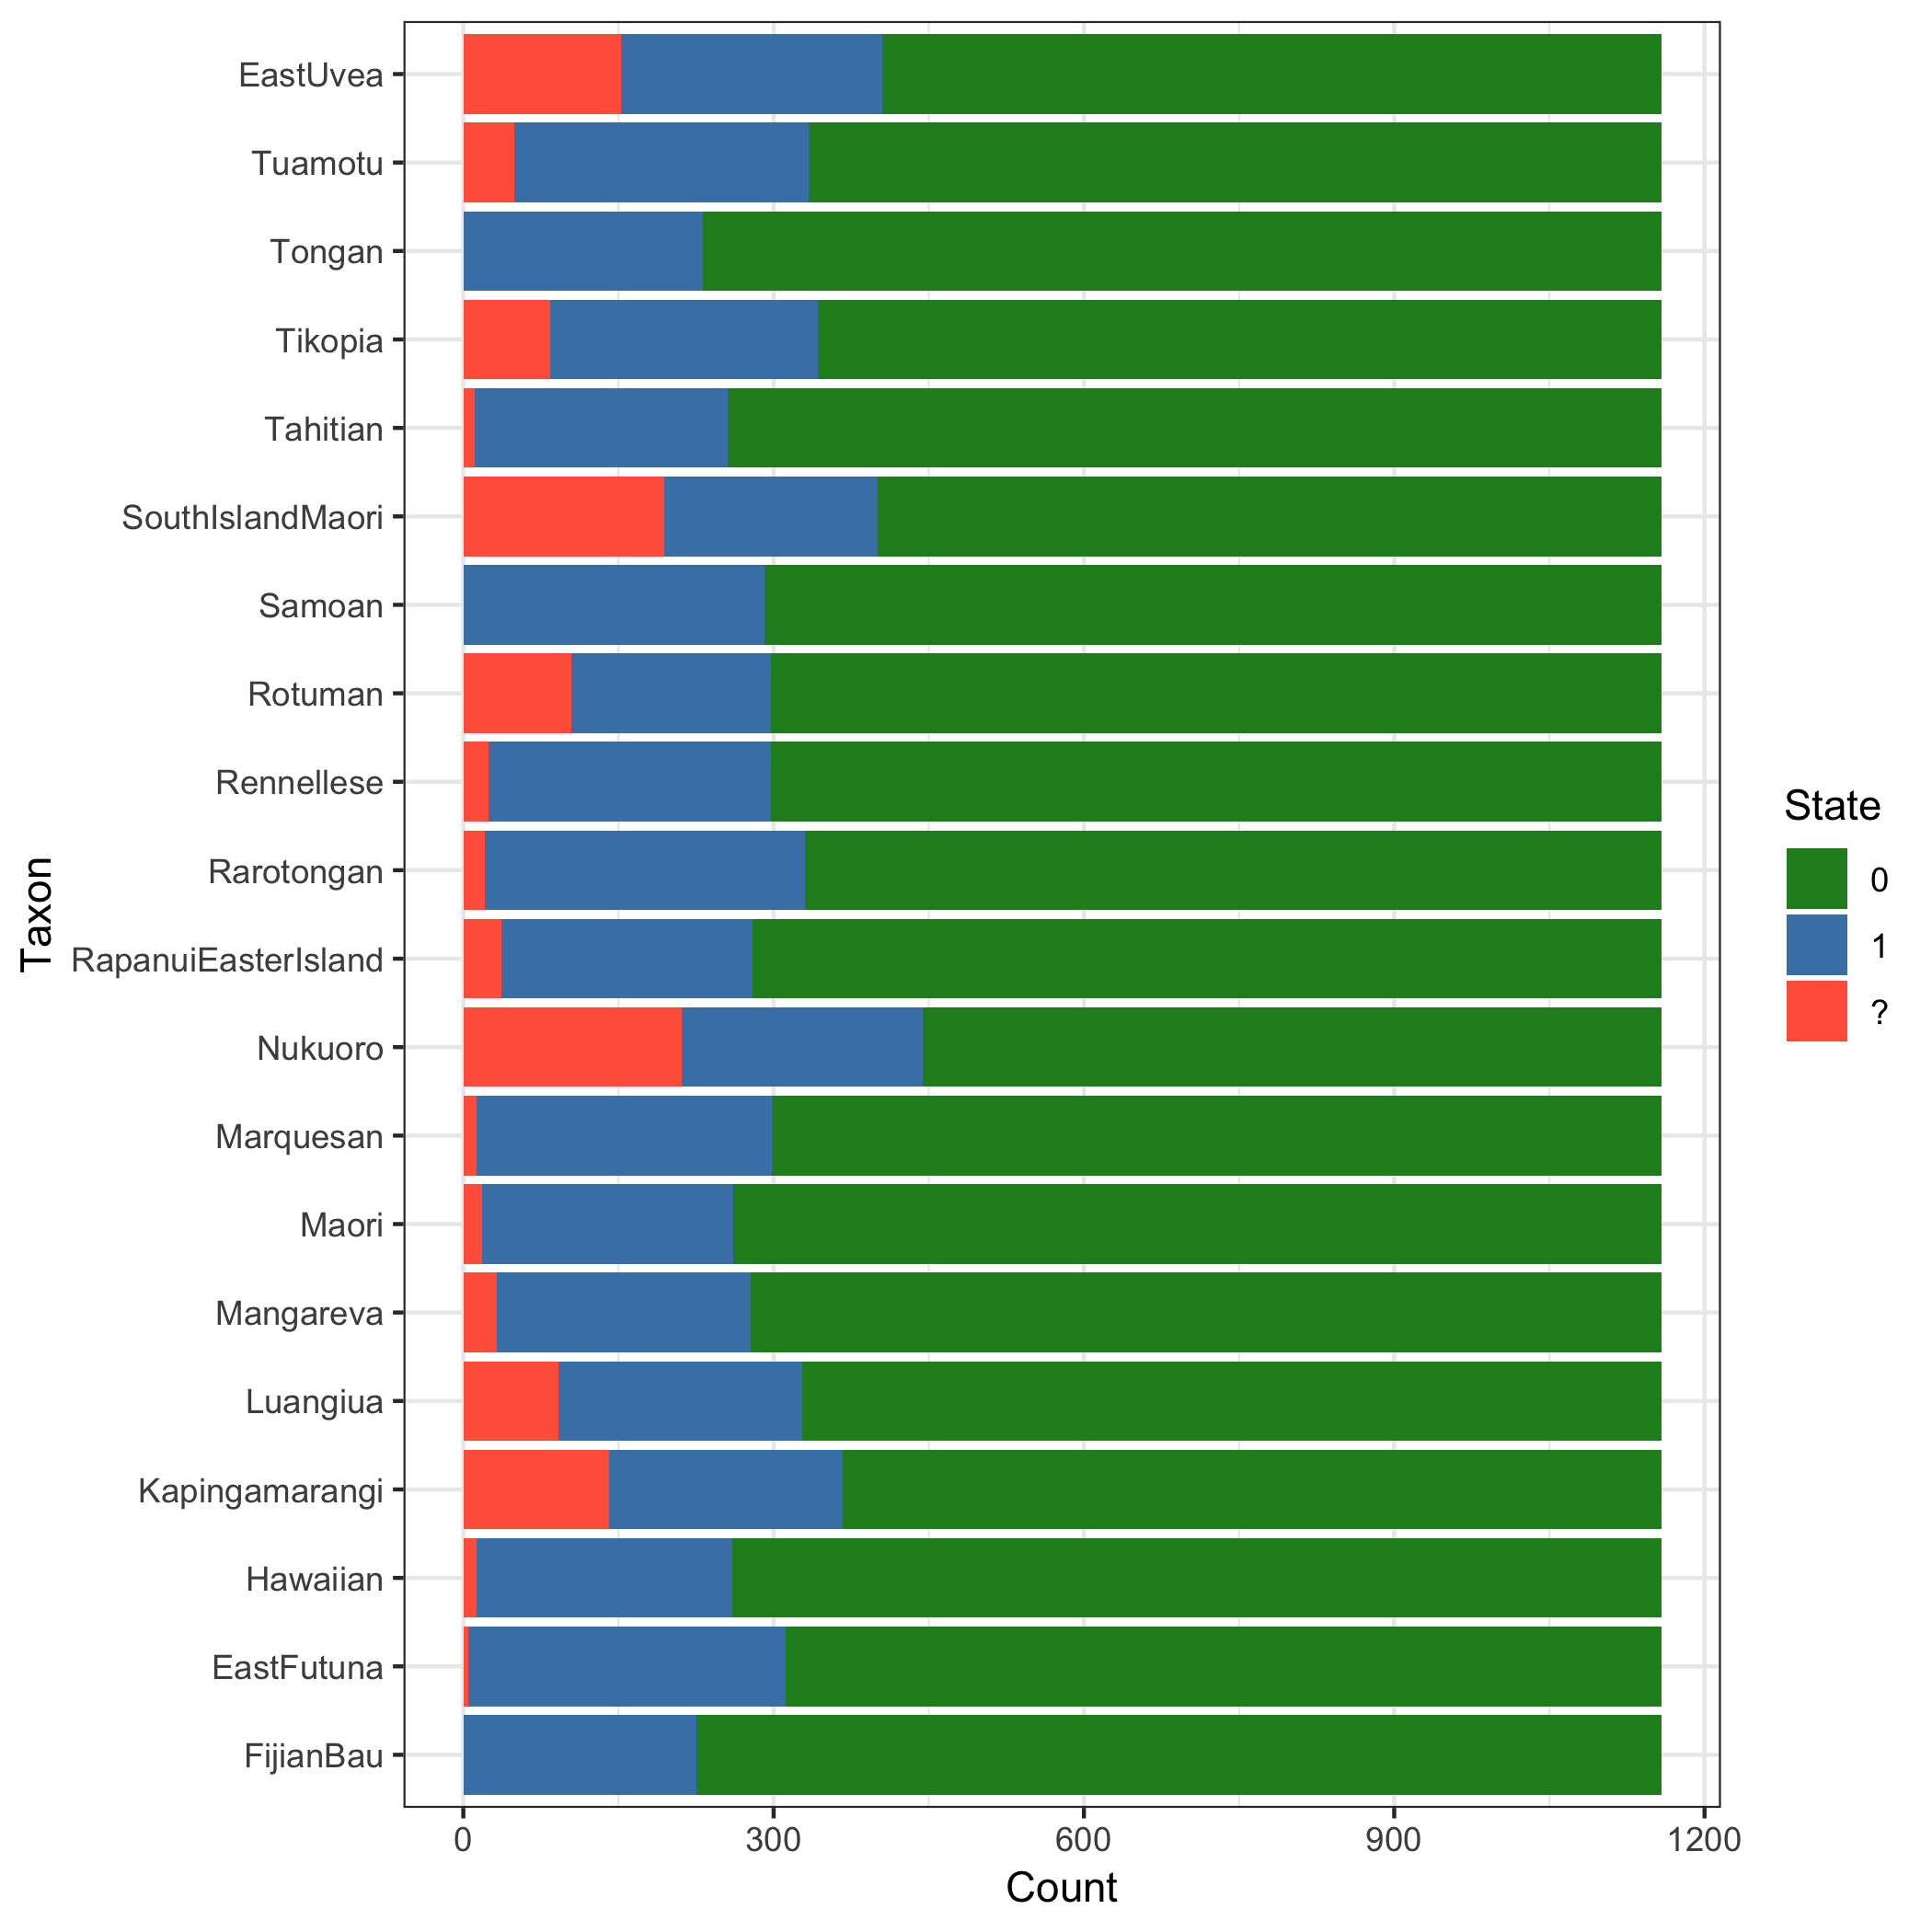 EastUvea
Tuamotu
Tongan
Tikopia
Tahitian
SouthIslandMaori
Samoan
Rotuman
Rennellese
Rarotongan
RapanuiEasterIsland
Nukuoro
Marquesan
Maori
Mangareva
Luangiua
Kapingamarangi
Hawaiian
EastFutuna
FijianBau
Taxon
0 300 600 900 1200
Count
State
0
1
?